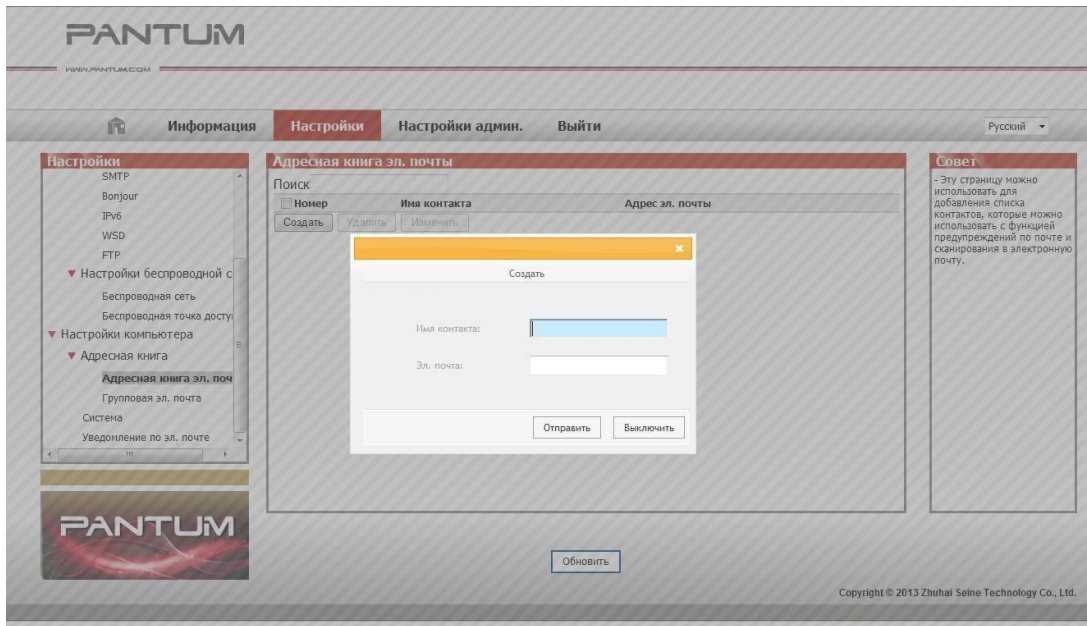 PANTUM
WWW.PANTUM.COM
Информация Настройки Настройки админ. Выйти Русский
Настройки
SMTP
Bonjour
IPv6
WSD
FTP
Настройки беспроводной с
Беспроводная сеть
Беспроводная точка досту
Настройки компьютера
Адресная книга
Адресная книга эл. поч
Групповая эл. почта
Система
Уведомление по эл. почте
PANTUM
Адресная книга эл. почты
Поиск
Номер Имя контакта Адрес эл. почты
Создать Удалить Изменить
Создать
Имя контакта:
Эл. почта:
Отправить Выключить
Обновить
Совет
- Эту страницу можно
использовать для
добавления списка
контактов, которые можно
использовать с функцией
предупреждений по почте и
сканирования в электронную
почту.
Copyright © 2013 Zhuhai Seine Technology Co., Ltd.